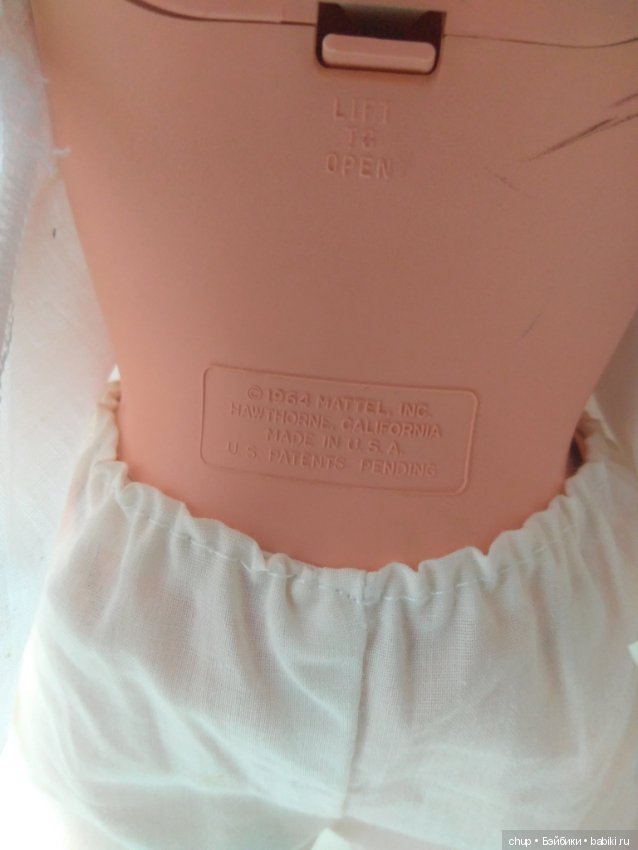 LIFT
TO
OPEN
© 1964 MATTEL, INC.
HAWTHORNE, CALIFORNIA
MADE IN U.S.A.
U.S. PATENTS PENDING
chup • Бэйбики • babiki.ru